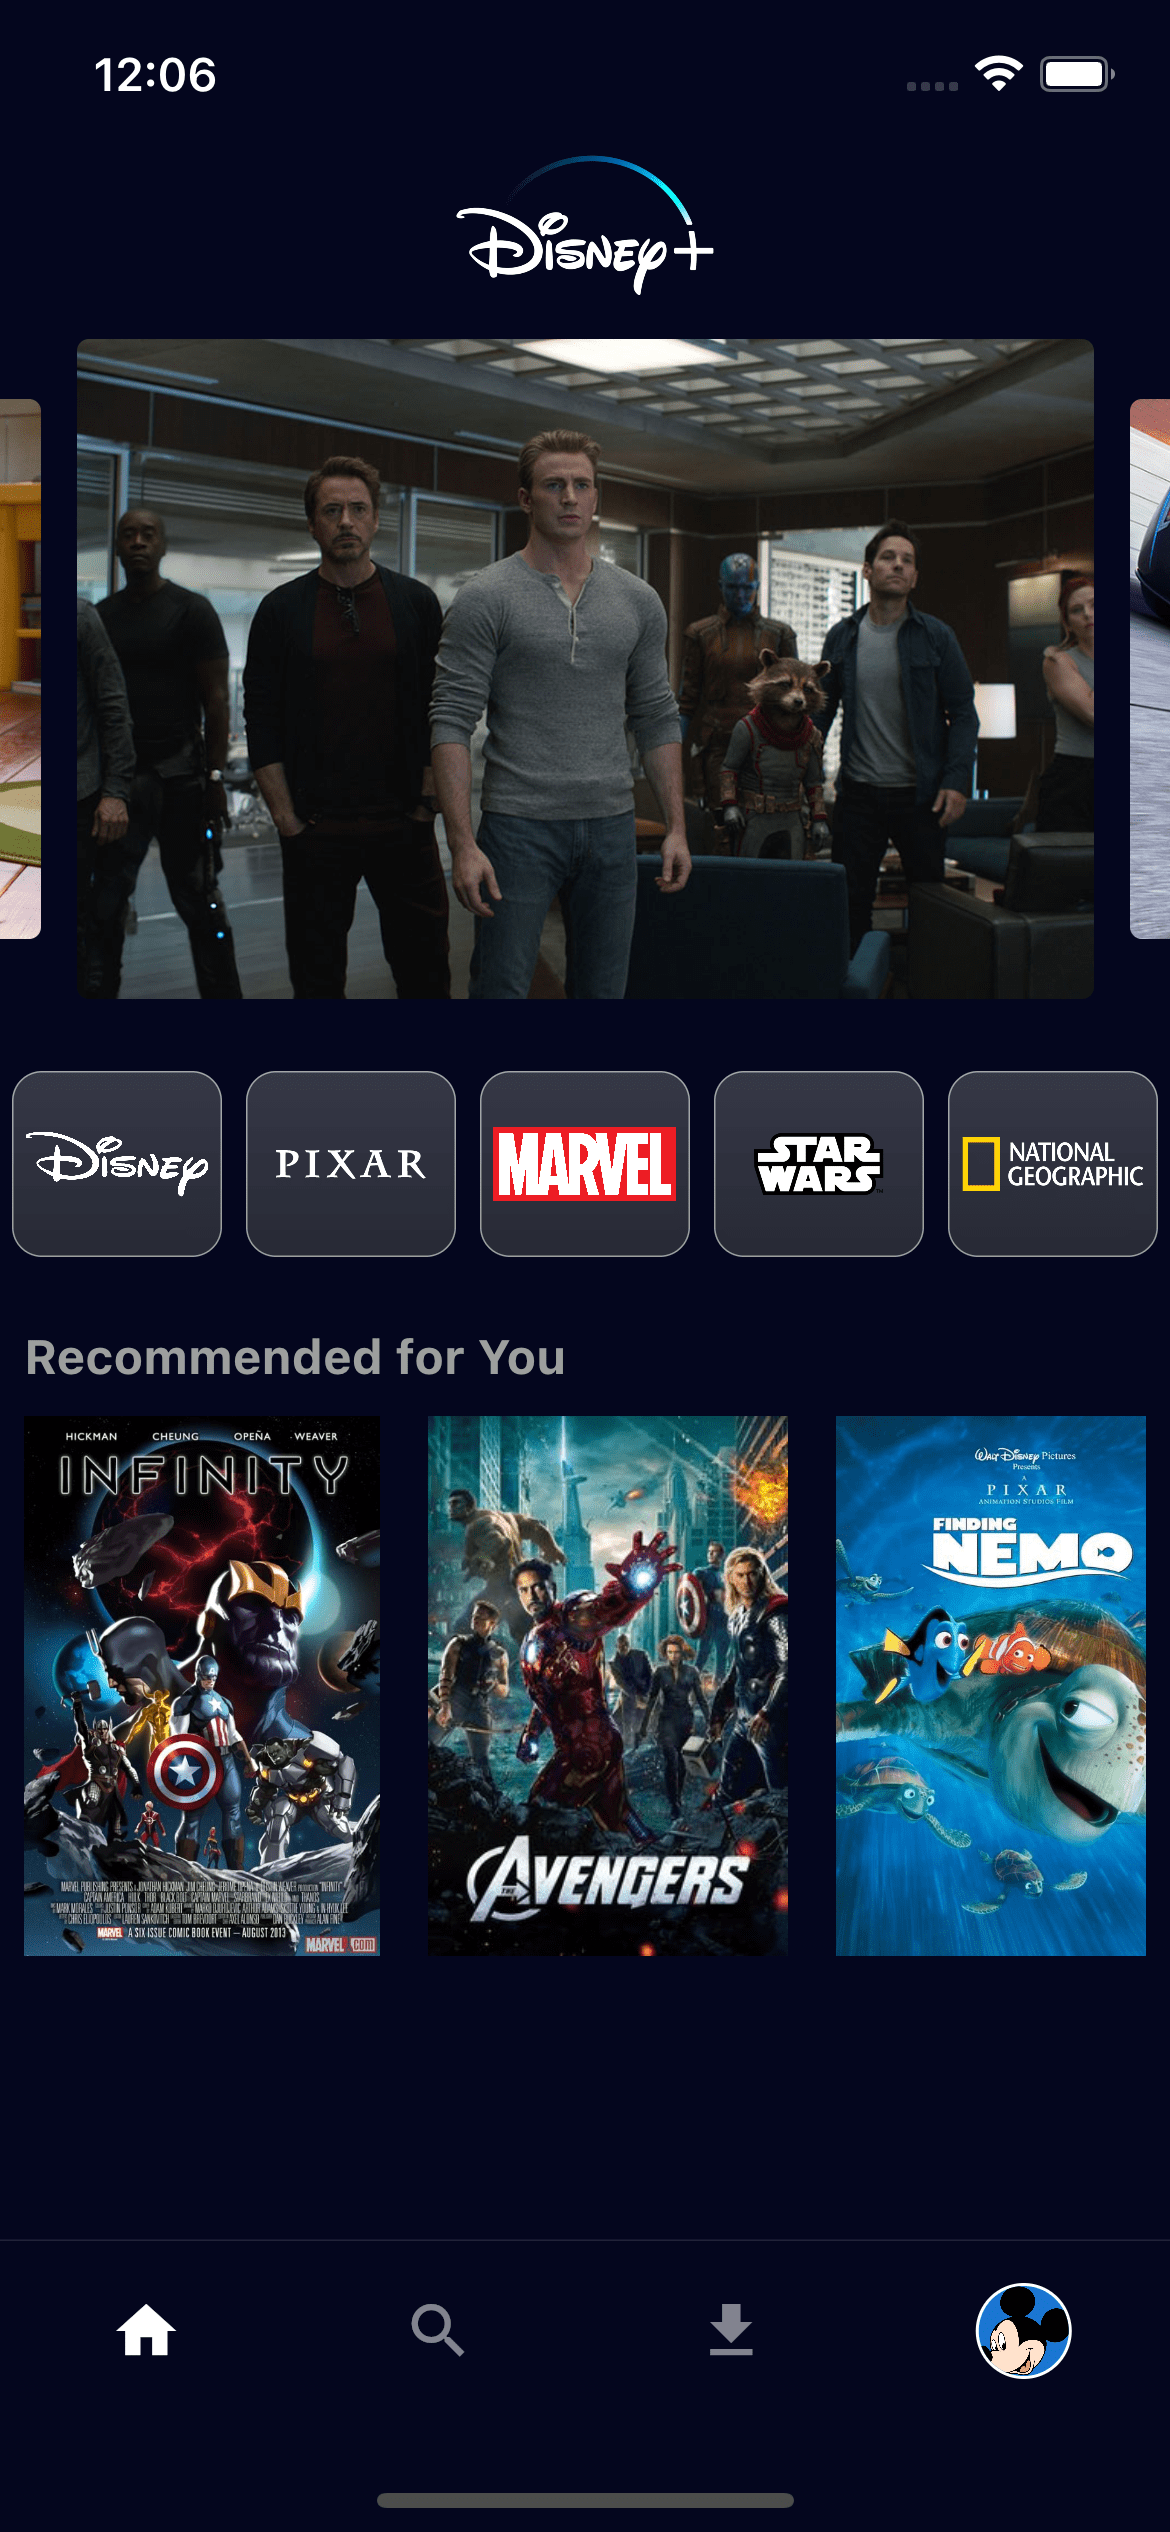 12:06
Disney+
Disney
PIXAR
MARVEL
STAR
WARS
NATIONAL
GEOGRAPHIC
Recommended for You
HICKMAN CHEUNG OPEÑA WEAVER
INFINITY
A SIX ISSUE COMIC BOOK EVENT — AUGUST 2013
MARVEL.COM
THE
AVENGERS
WALT DISNEY Pictures
Presents
A
PIXAR
ANIMATION STUDIOS FILM
FINDING
NEMO